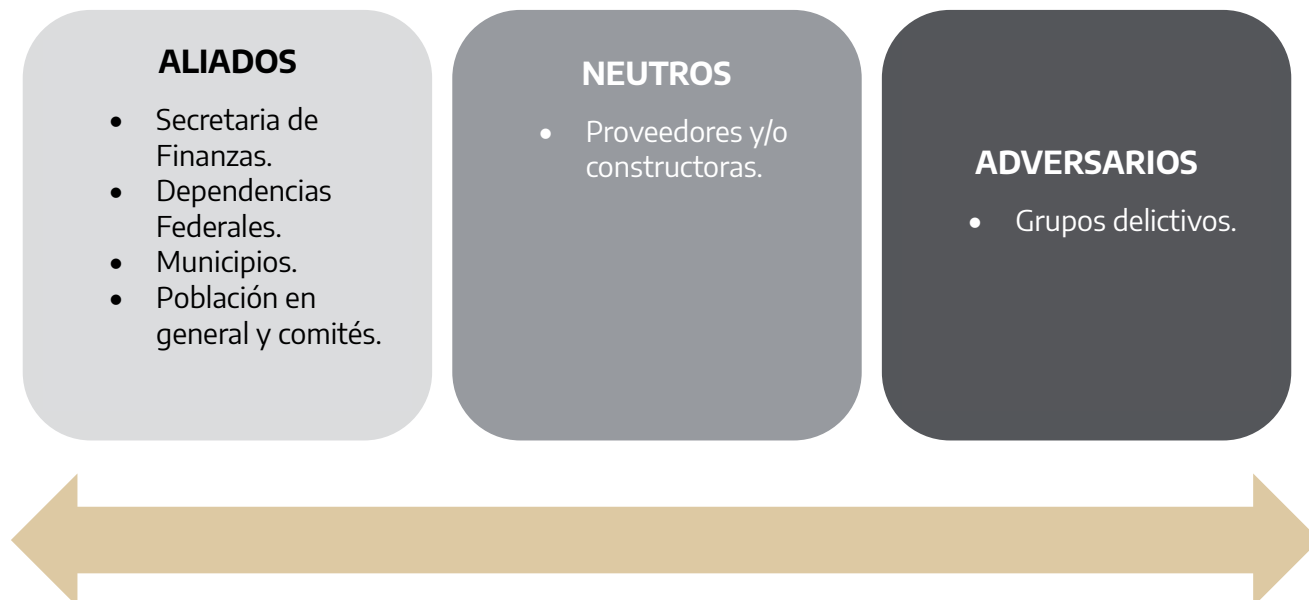 ALIADOS
• Secretaria de
Finanzas.
• Dependencias
Federales.
• Municipios.
• Población en
general y comités.
NEUTROS
• Proveedores y/o
constructoras.
ADVERSARIOS
• Grupos delictivos.